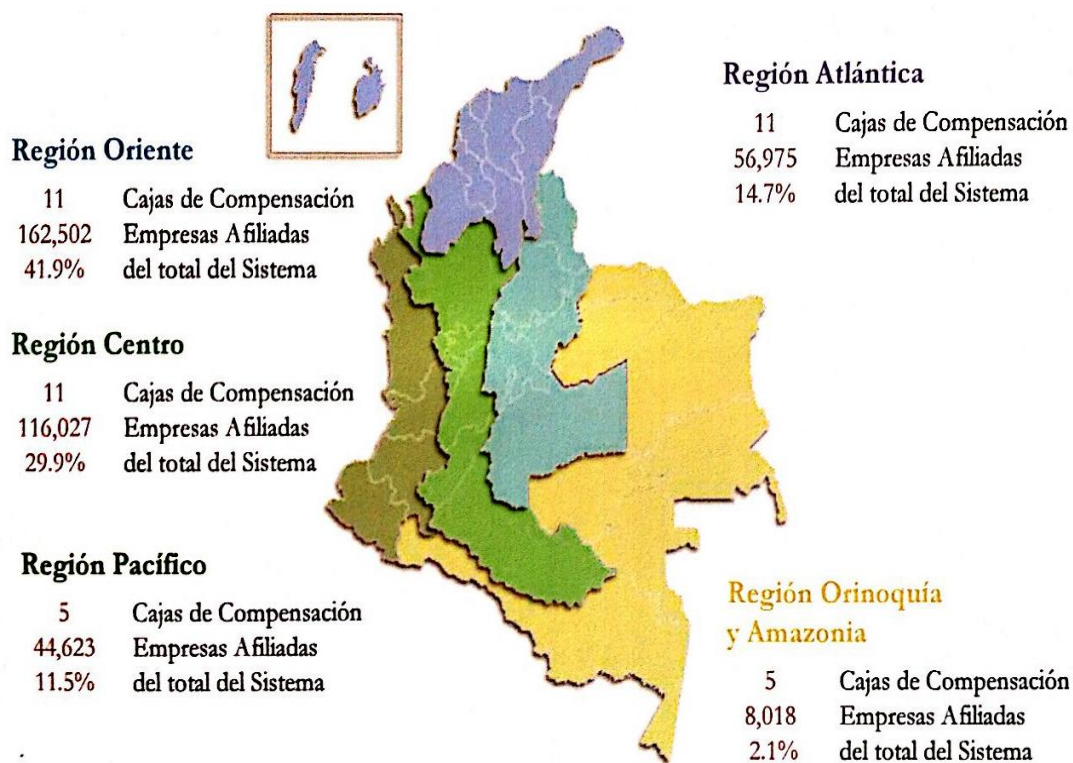 Región Atlántica
11 Cajas de Compensación
56,975 Empresas Afiliadas
14.7% del total del Sistema
Región Oriente
11 Cajas de Compensación
162,502 Empresas Afiliadas
41.9% del total del Sistema
Región Centro
11 Cajas de Compensación
116,027 Empresas Afiliadas
29.9% del total del Sistema
Región Pacífico
5 Cajas de Compensación
44,623 Empresas Afiliadas
11.5% del total del Sistema
Región Orinoquía
y Amazonia
5 Cajas de Compensación
8,018 Empresas Afiliadas
2.1% del total del Sistema